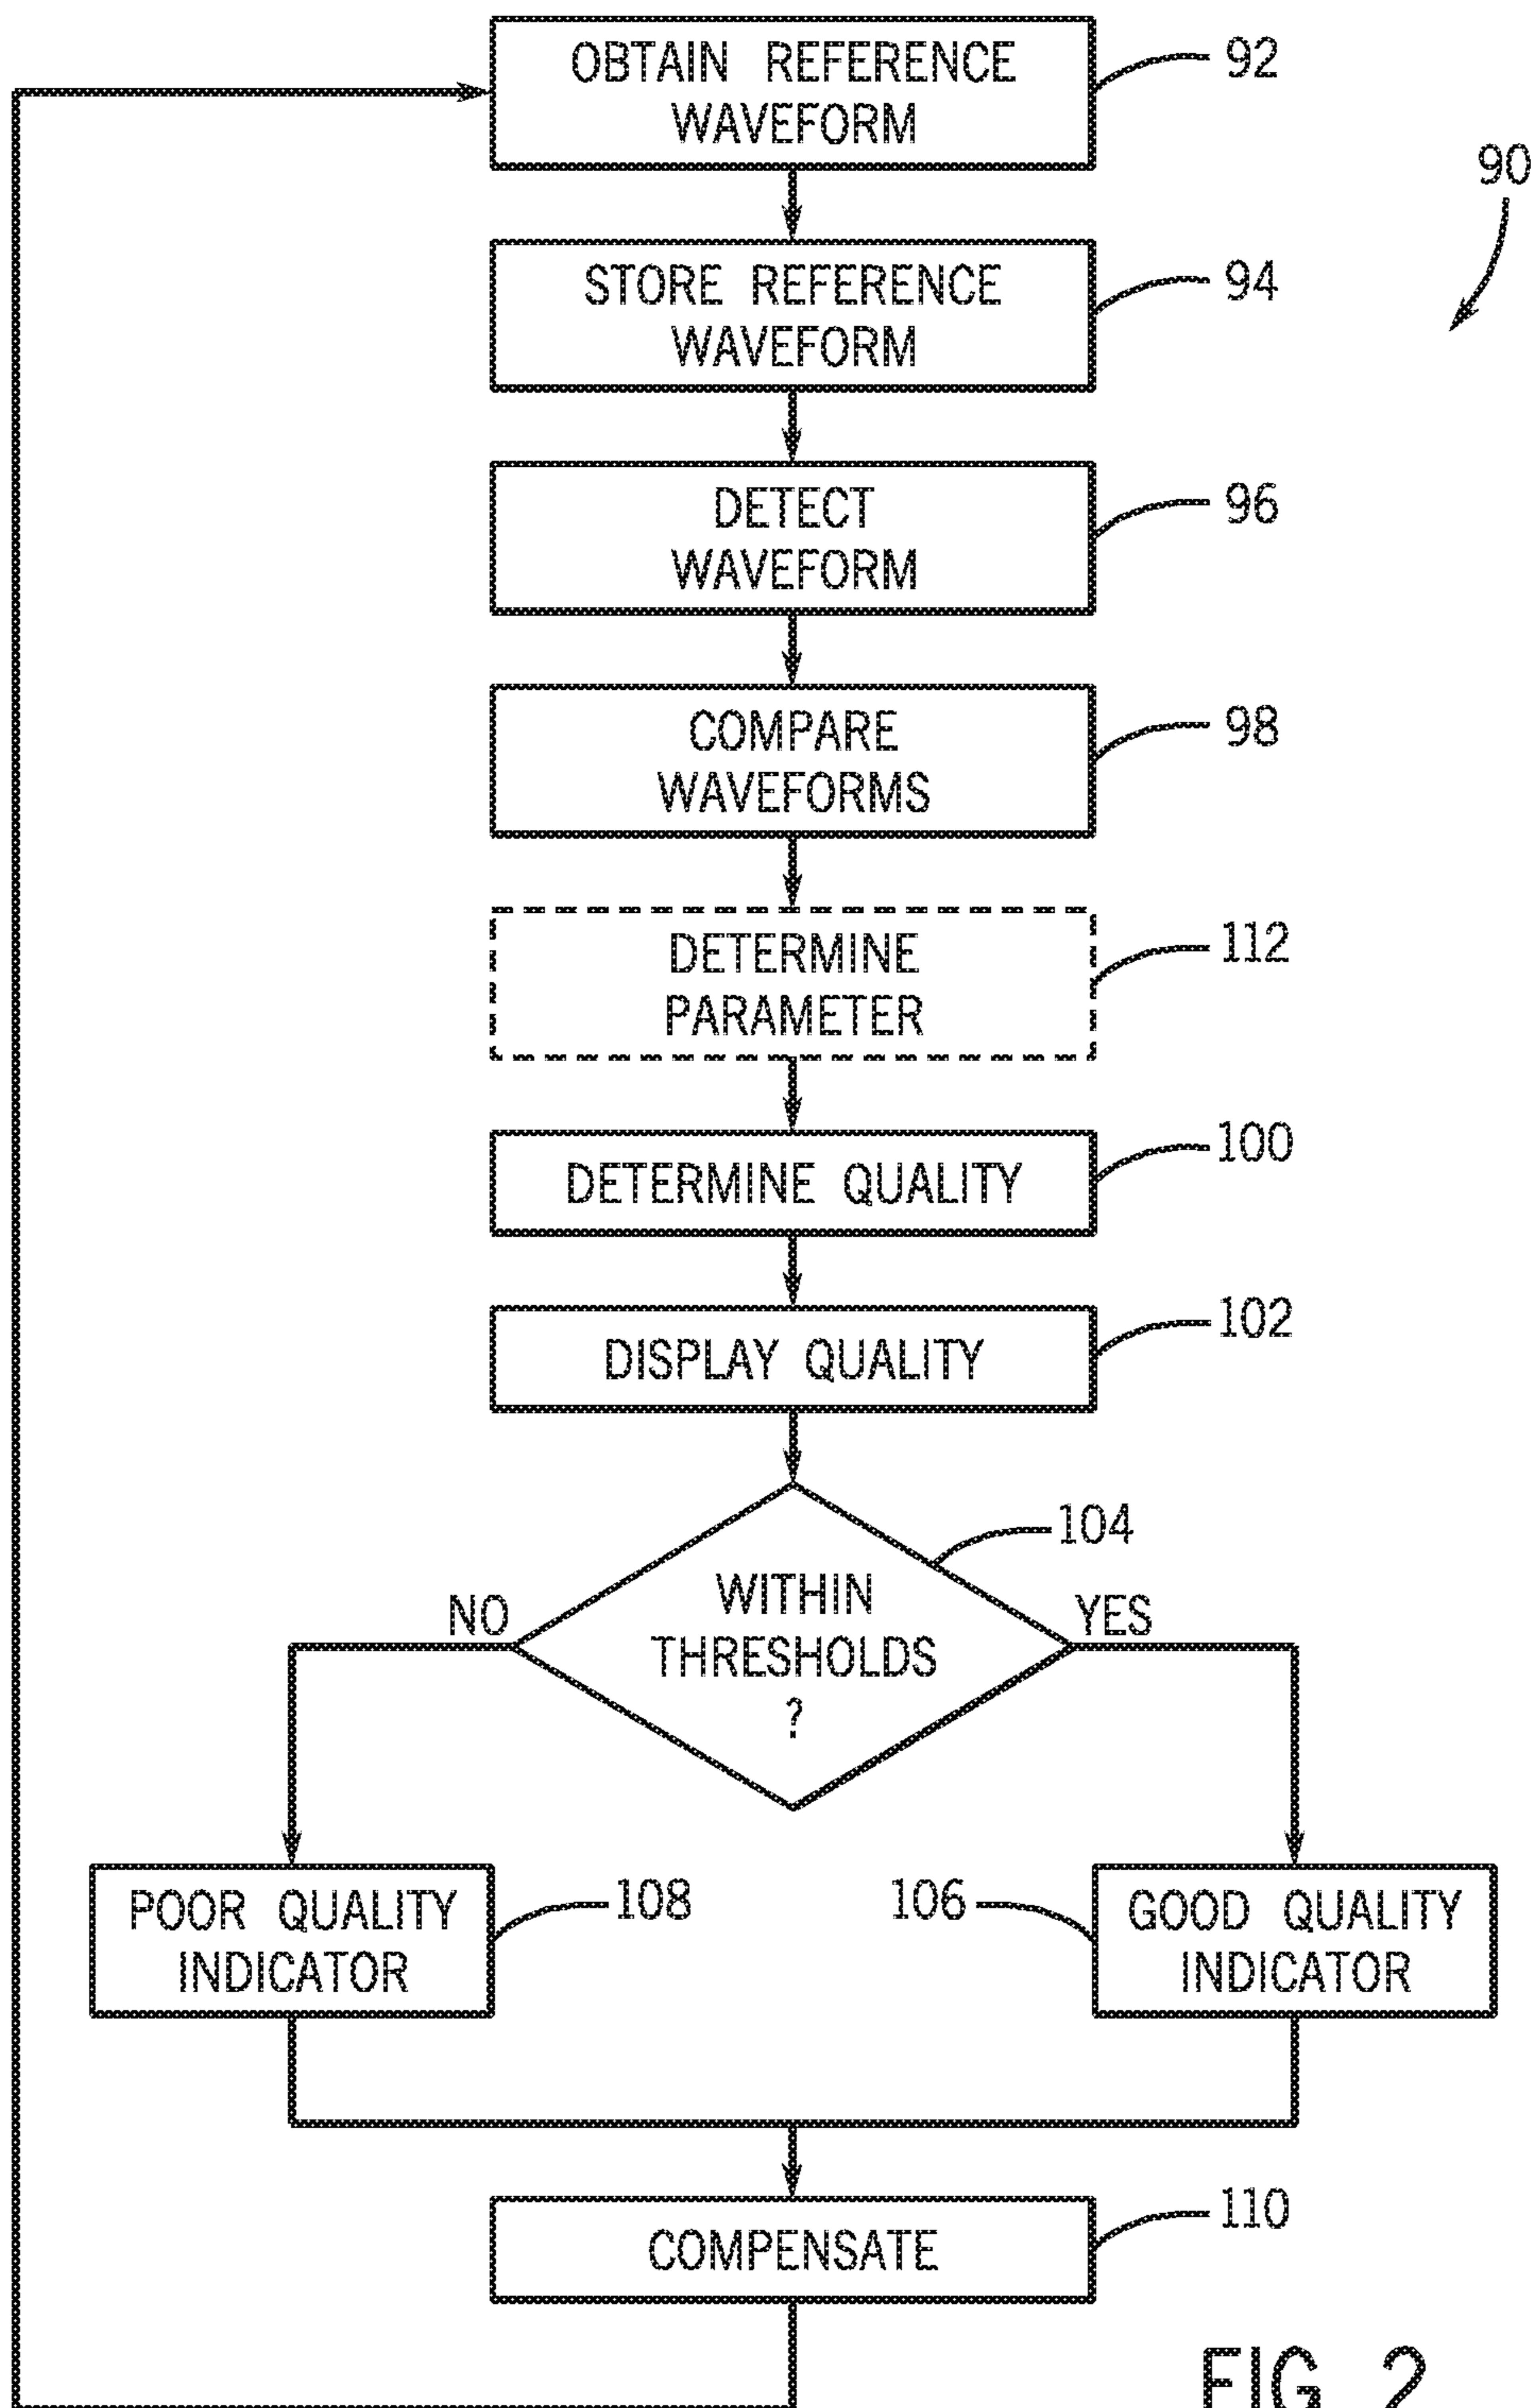 OBTAIN REFERENCE
WAVEFORM
92
90
STORE REFERENCE
WAVEFORM
94
DETECT
WAVEFORM
96
COMPARE
WAVEFORMS
98
DETERMINE
PARAMETER
112
DETERMINE QUALITY
100
DISPLAY QUALITY
102
104
WITHIN
THRESHOLDS
?
NO
YES
POOR QUALITY
INDICATOR
108
106
GOOD QUALITY
INDICATOR
COMPENSATE
110
FIG. 2